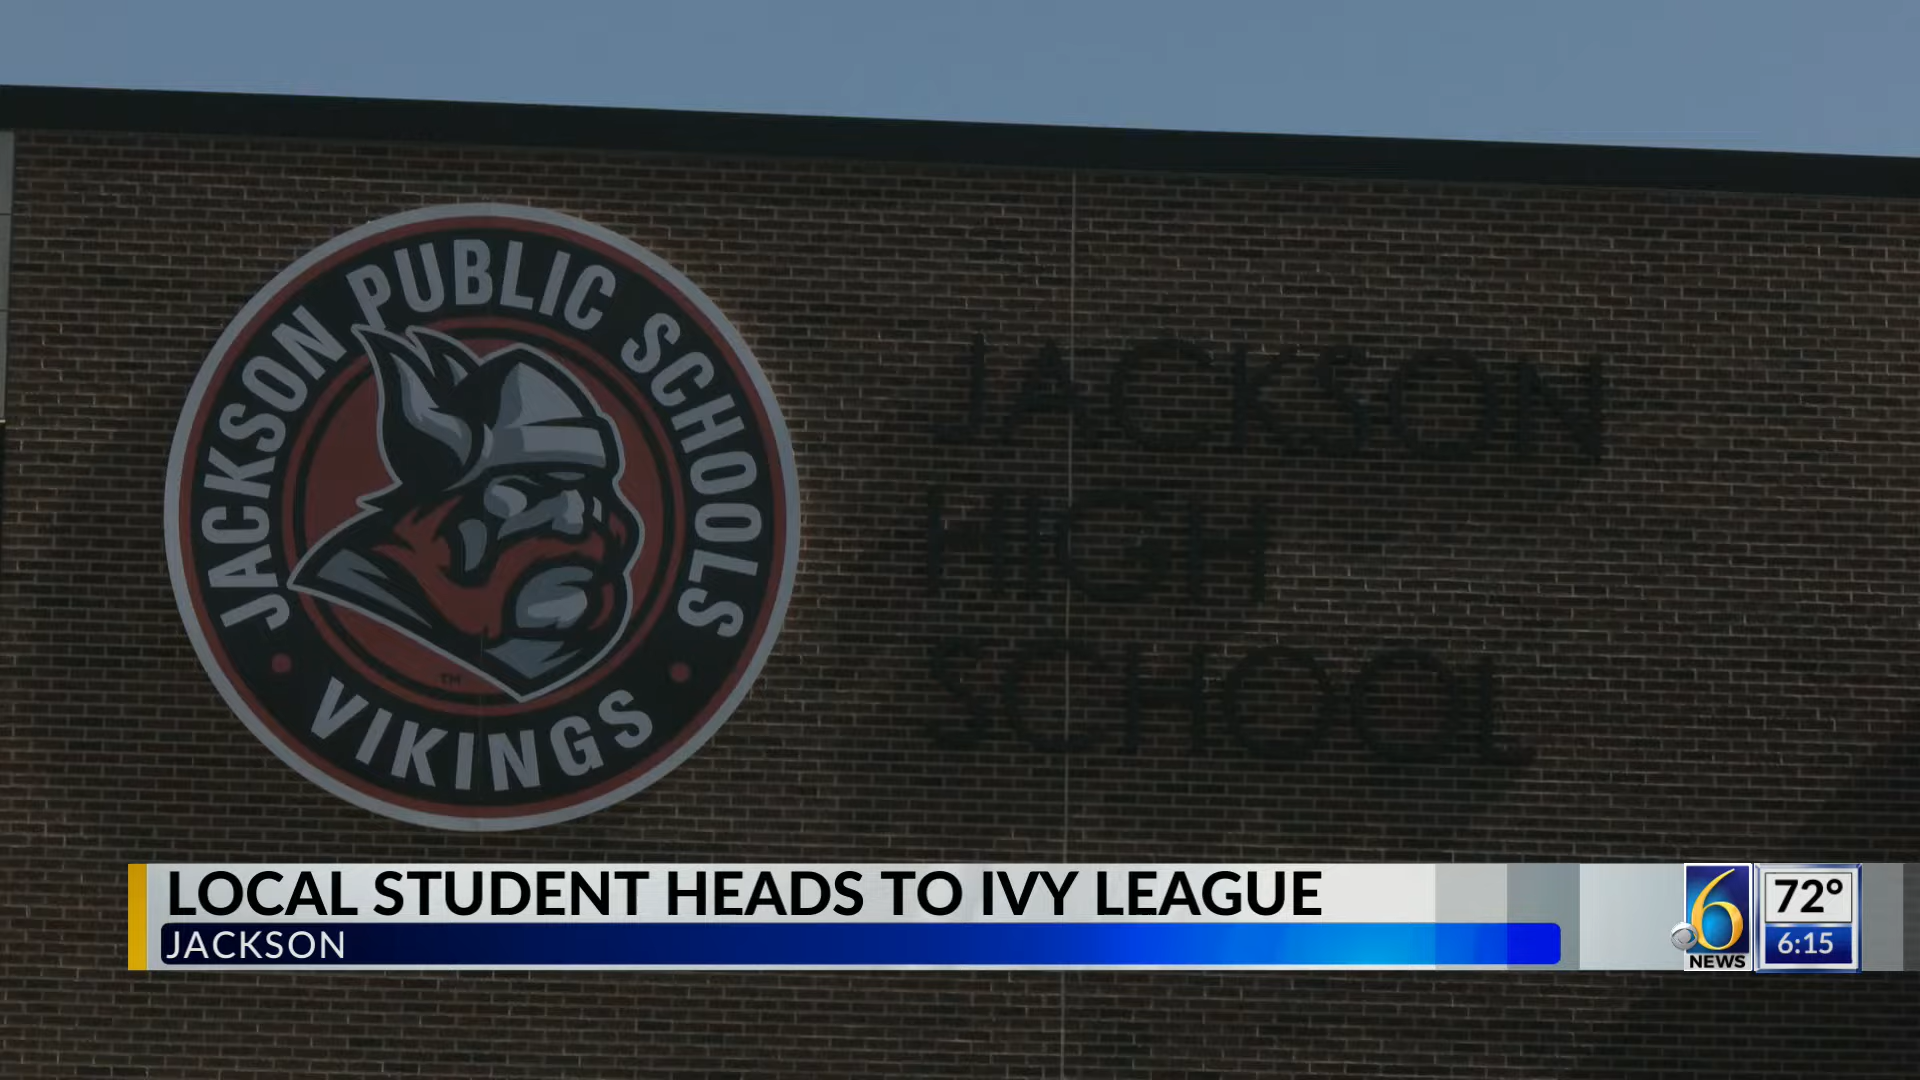 JACKSON PUBLIC SCHOOLS
VIKINGS
TM
JACKSON
HIGH
SCHOOL
LOCAL STUDENT HEADS TO IVY LEAGUE
JACKSON
6
NEWS
72°
6:15